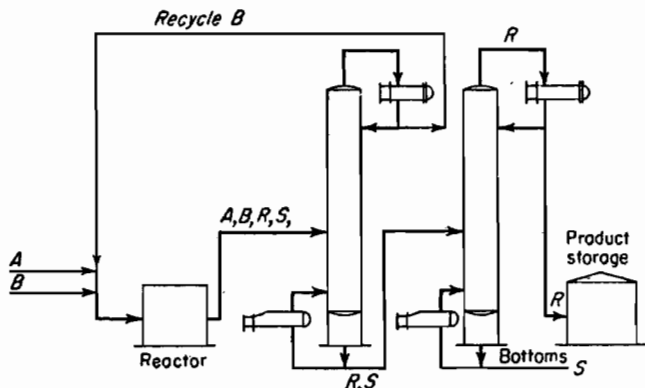 Recycle B
R
A,B,R,S,
A
B
Product
storage
R
Reactor
Bottoms
S
R,S